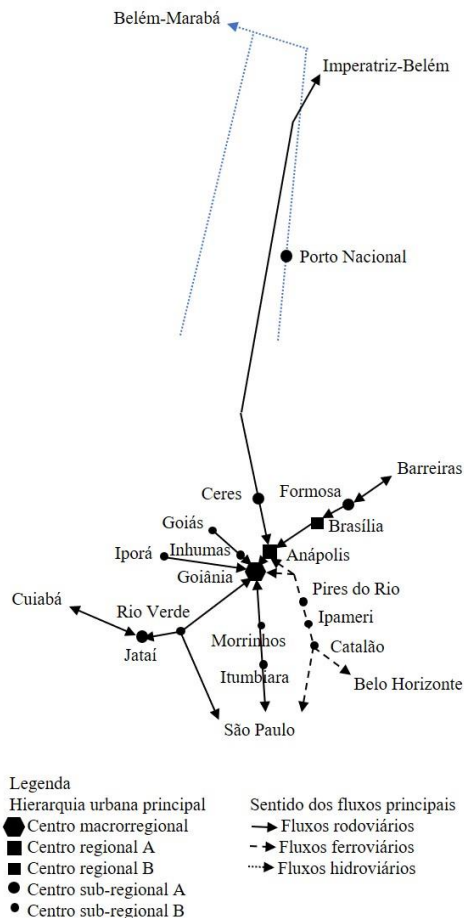 Belém-Marabá
Imperatriz-Belém
Porto Nacional
Barreiras
Ceres
Formosa
Goiás
Brasília
Iporá
Inhumas
Anápolis
Goiânia
Cuiabá
Pires do Rio
Rio Verde
Ipameri
Morrinhos
Catalão
Jataí
Itumbiara
Belo Horizonte
São Paulo
Legenda
Hierarquia urbana principal
Centro macrorregional
Centro regional A
Centro regional B
Centro sub-regional A
Centro sub-regional B
Sentido dos fluxos principais
Fluxos rodoviários
Fluxos ferroviários
Fluxos hidroviários